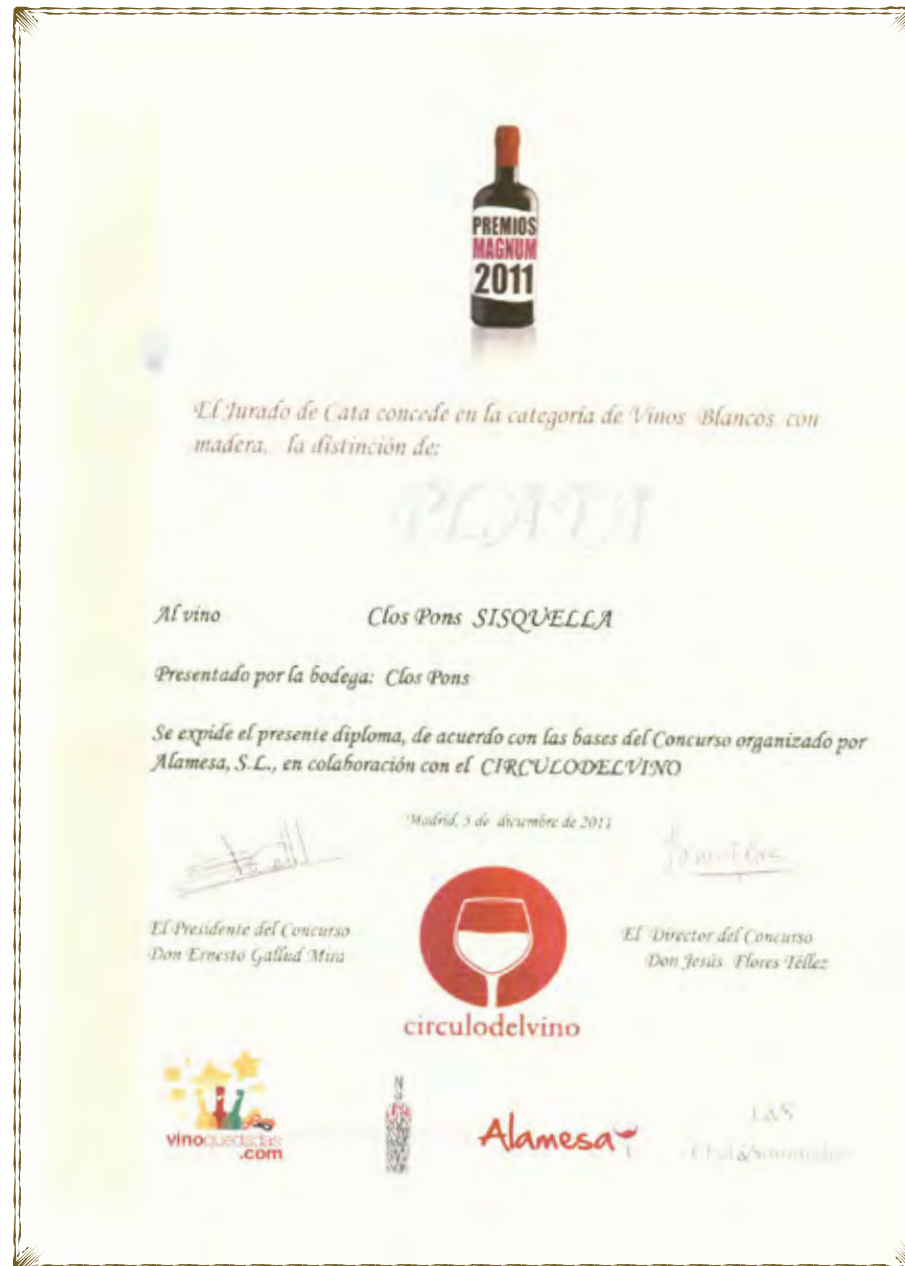 PREMIOS
MAGNUM
2011
El Jurado de Cata concede en la categoría de Vinos Blancos con
madera, la distinción de:
PLATA
Al vino Clos Pons SISQUELLA
Presentado por la bodega: Clos Pons
Se expide el presente diploma, de acuerdo con las bases del Concurso organizado por
Alamesa, S.L., en colaboración con el CIRCULODELVINO
Madrid, 5 de diciembre de 2011
El Presidente del Concurso
Don Ernesto Gallud Mira
El Director del Concurso
Don Jesús Flores Téllez
circulodelvino
vinoquedadas
.com
Alamesa